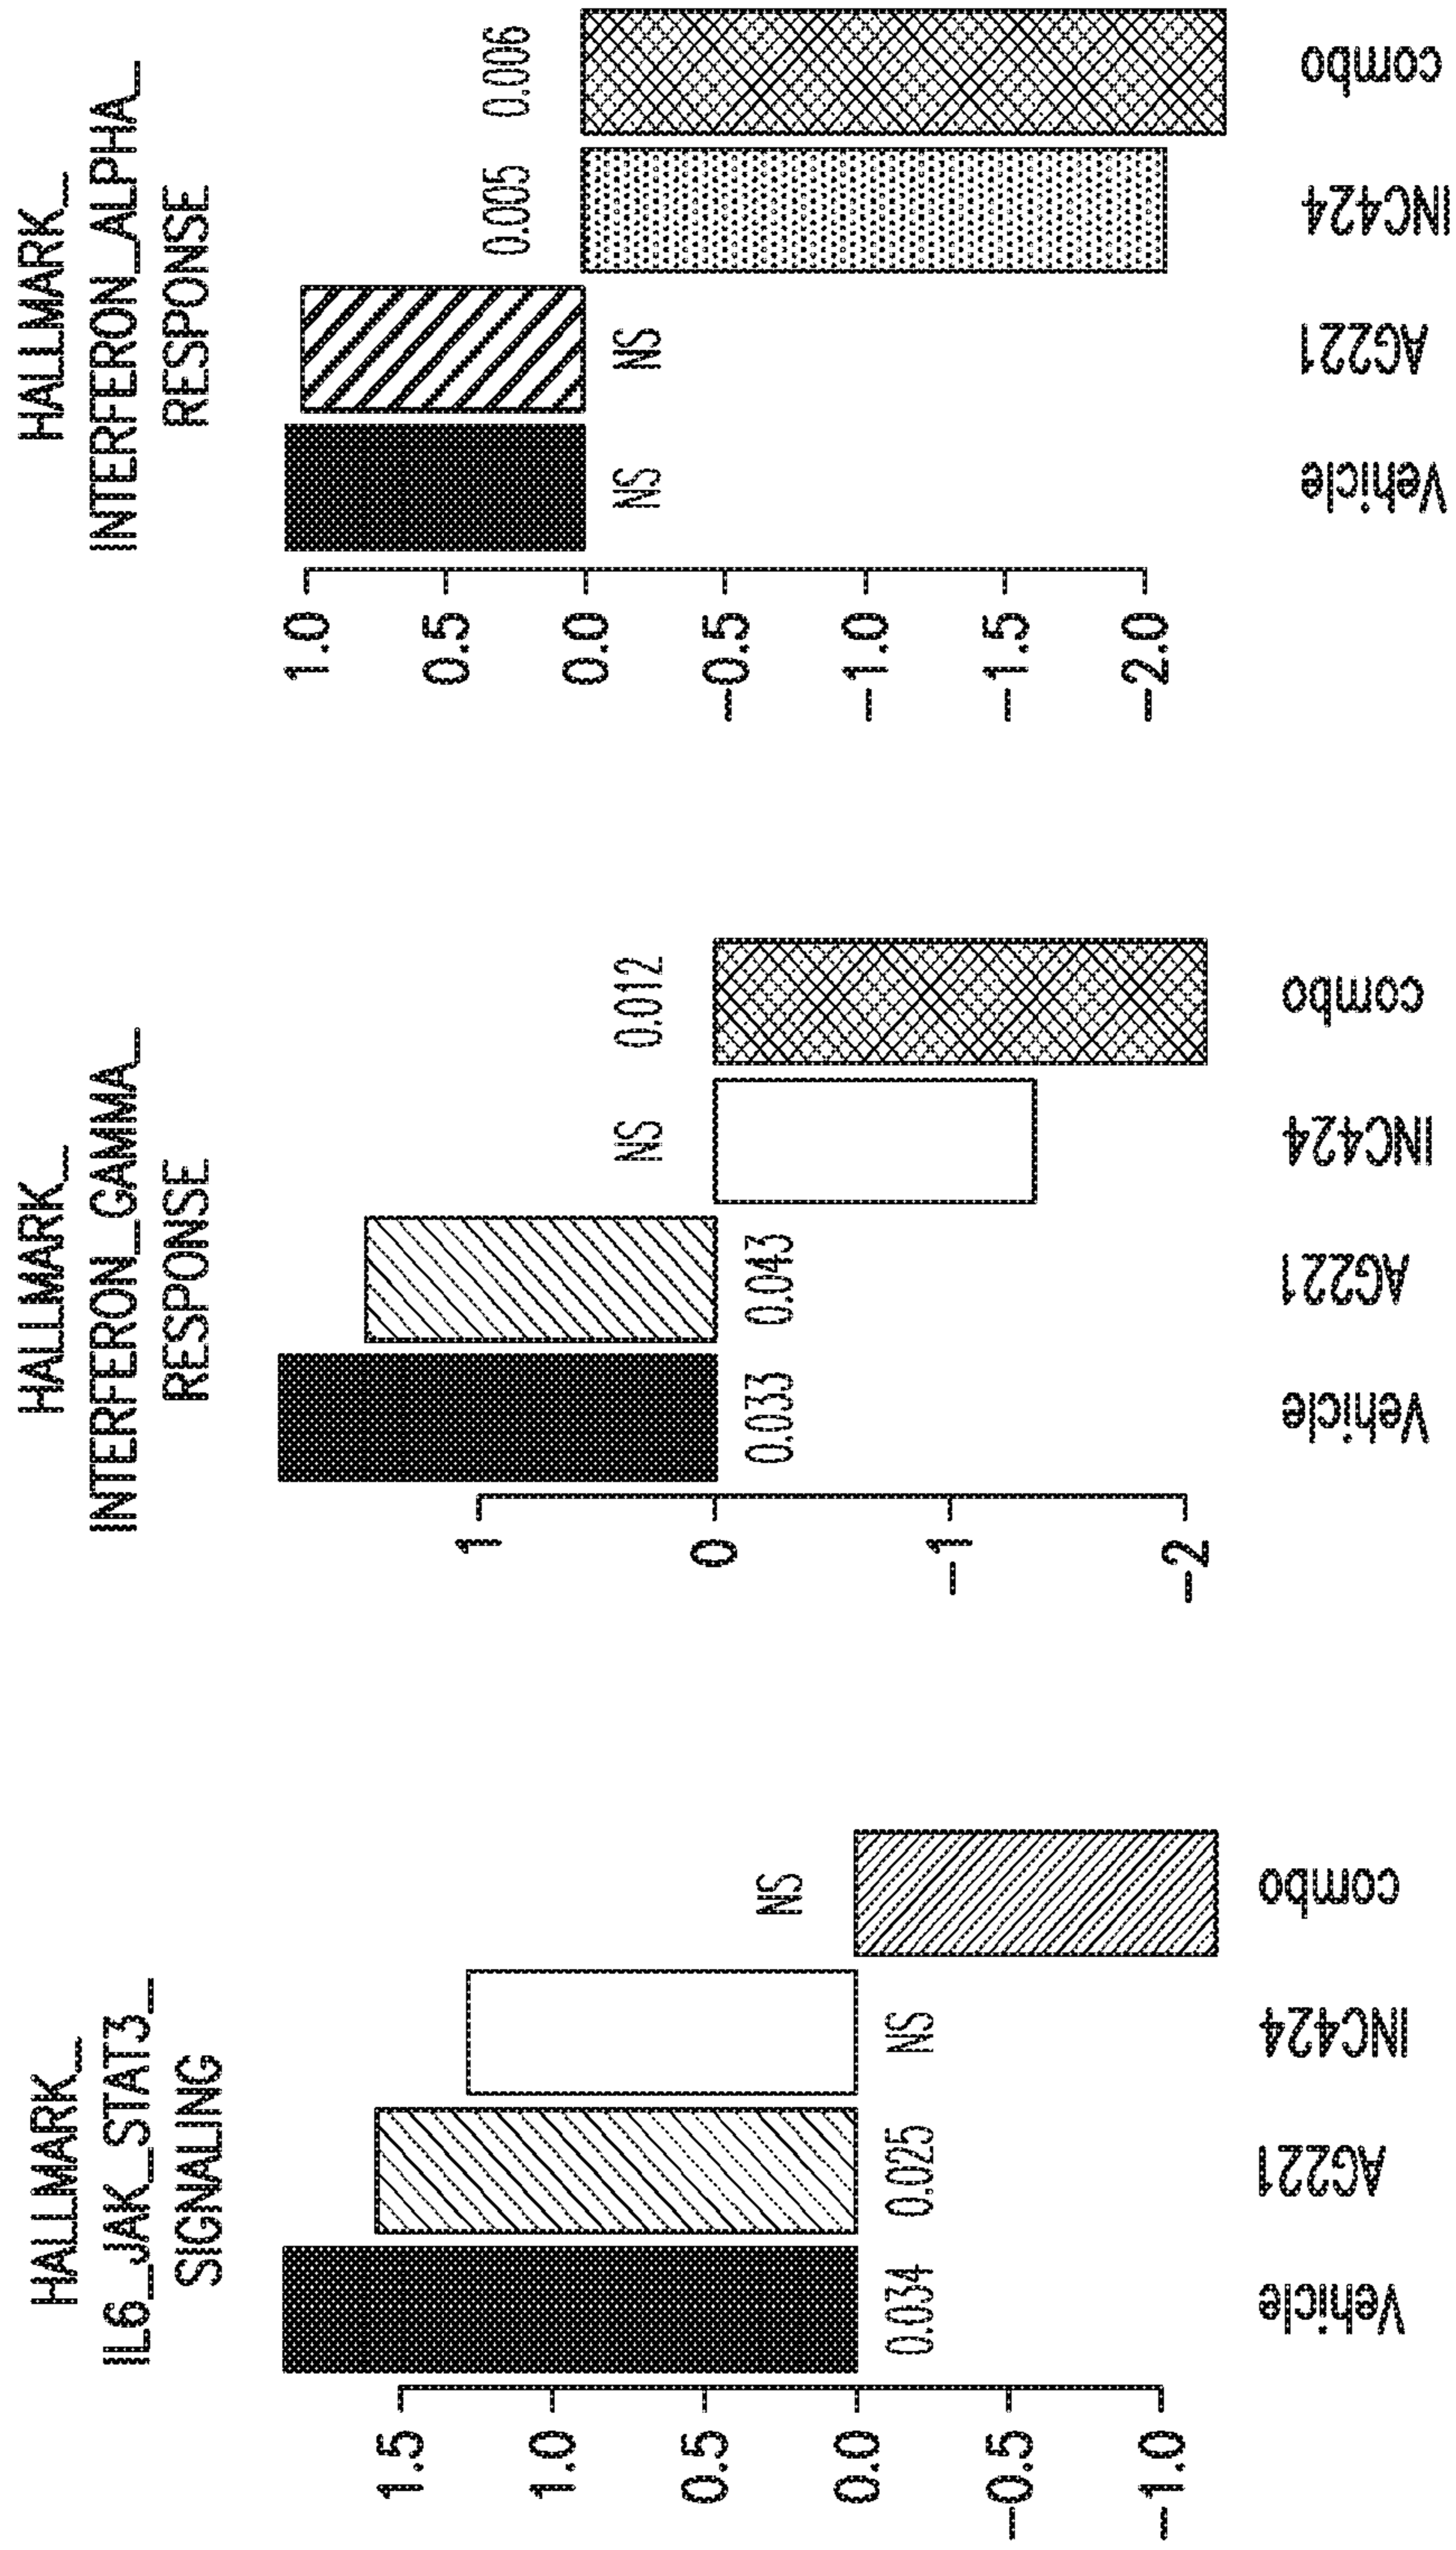 HALLMARK_
IL6_JAK_STAT3_
SIGNALING
1.5
1.0
0.5
0.0
-0.5
-1.0
0.034
0.025
NS
NS
Vehicle
AG221
INC424
combo
HALLMARK_
INTERFERON_GAMMA_
RESPONSE
1
0
-1
-2
0.033
0.043
NS
0.012
Vehicle
AG221
INC424
combo
HALLMARK_
INTERFERON_ALPHA_
RESPONSE
1.0
0.5
0.0
-0.5
-1.0
-1.5
-2.0
NS
NS
0.005
0.006
Vehicle
AG221
INC424
combo